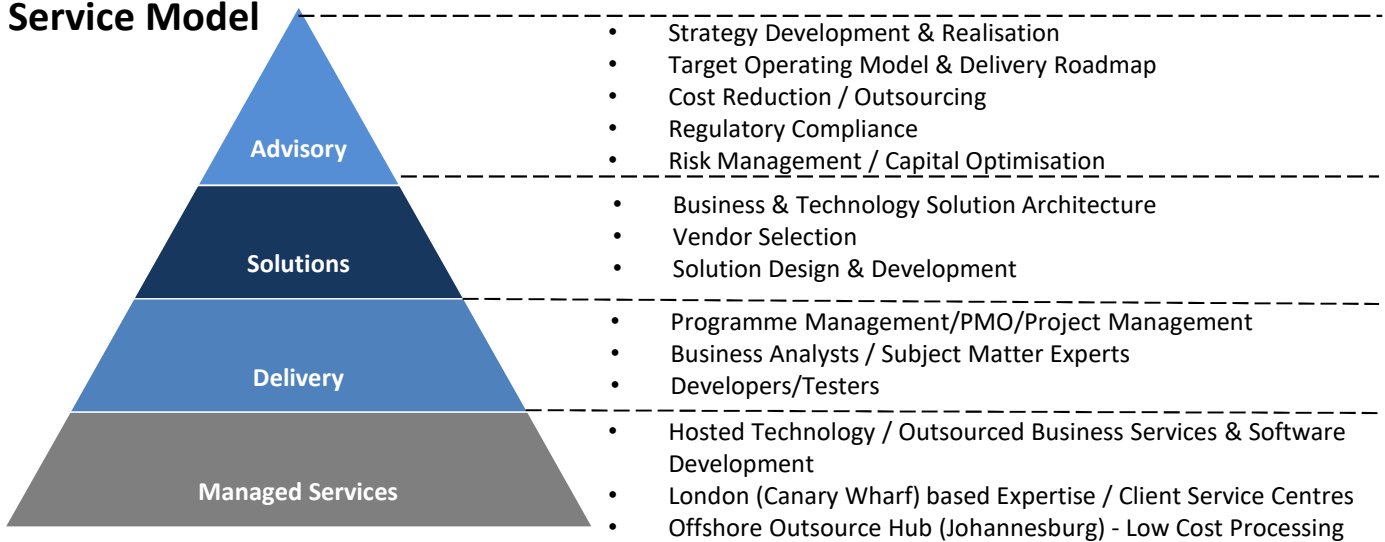 Service Model
Advisory
• Strategy Development & Realisation
• Target Operating Model & Delivery Roadmap
• Cost Reduction / Outsourcing
• Regulatory Compliance
• Risk Management / Capital Optimisation
Solutions
• Business & Technology Solution Architecture
• Vendor Selection
• Solution Design & Development
Delivery
• Programme Management/PMO/Project Management
• Business Analysts / Subject Matter Experts
• Developers/Testers
Managed Services
• Hosted Technology / Outsourced Business Services & Software
Development
• London (Canary Wharf) based Expertise / Client Service Centres
• Offshore Outsource Hub (Johannesburg) - Low Cost Processing